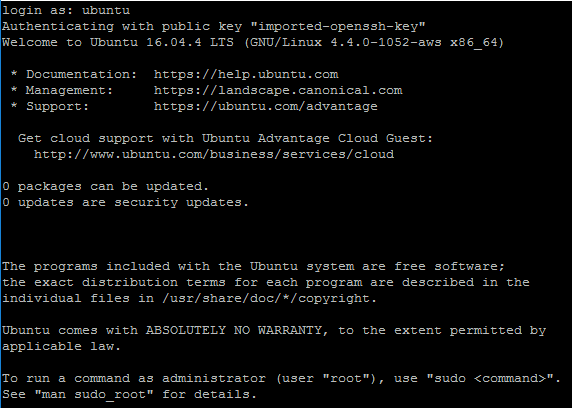 login as: ubuntu
Authenticating with public key "imported-openssh-key"
Welcome to Ubuntu 16.04.4 LTS (GNU/Linux 4.4.0-1052-aws x86_64)
* Documentation:  https://help.ubuntu.com
* Management:     https://landscape.canonical.com
* Support:        https://ubuntu.com/advantage
Get cloud support with Ubuntu Advantage Cloud Guest:
http://www.ubuntu.com/business/services/cloud
0 packages can be updated.
0 updates are security updates.
The programs included with the Ubuntu system are free software;
the exact distribution terms for each program are described in the
individual files in /usr/share/doc/*/copyright.
Ubuntu comes with ABSOLUTELY NO WARRANTY, to the extent permitted by
applicable law.
To run a command as administrator (user "root"), use "sudo <command>".
See "man sudo_root" for details.